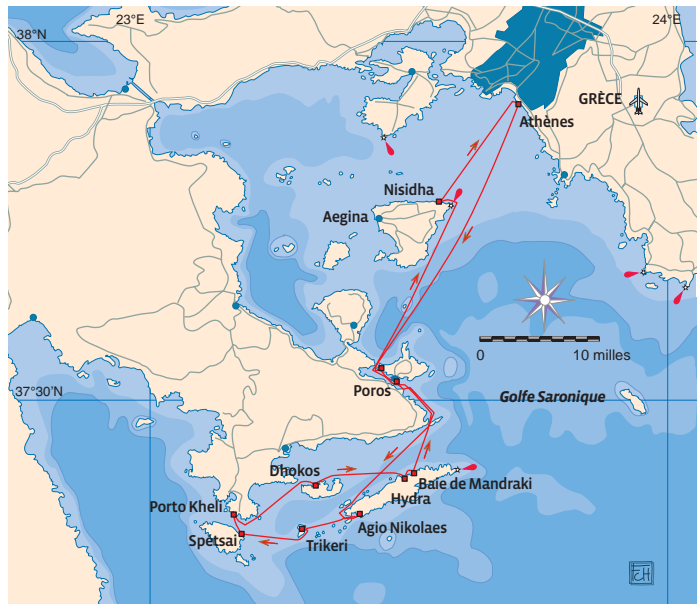 38°N
23°E
24°E
GRÈCE
Athènes
Nisidha
Aegina
0 10 milles
Poros
37°30'N
Golfe Saronique
Dhokos
Baie de Mandraki
Hydra
Porto Kheli
Agio Nikolaes
Spetsai
Trikeri